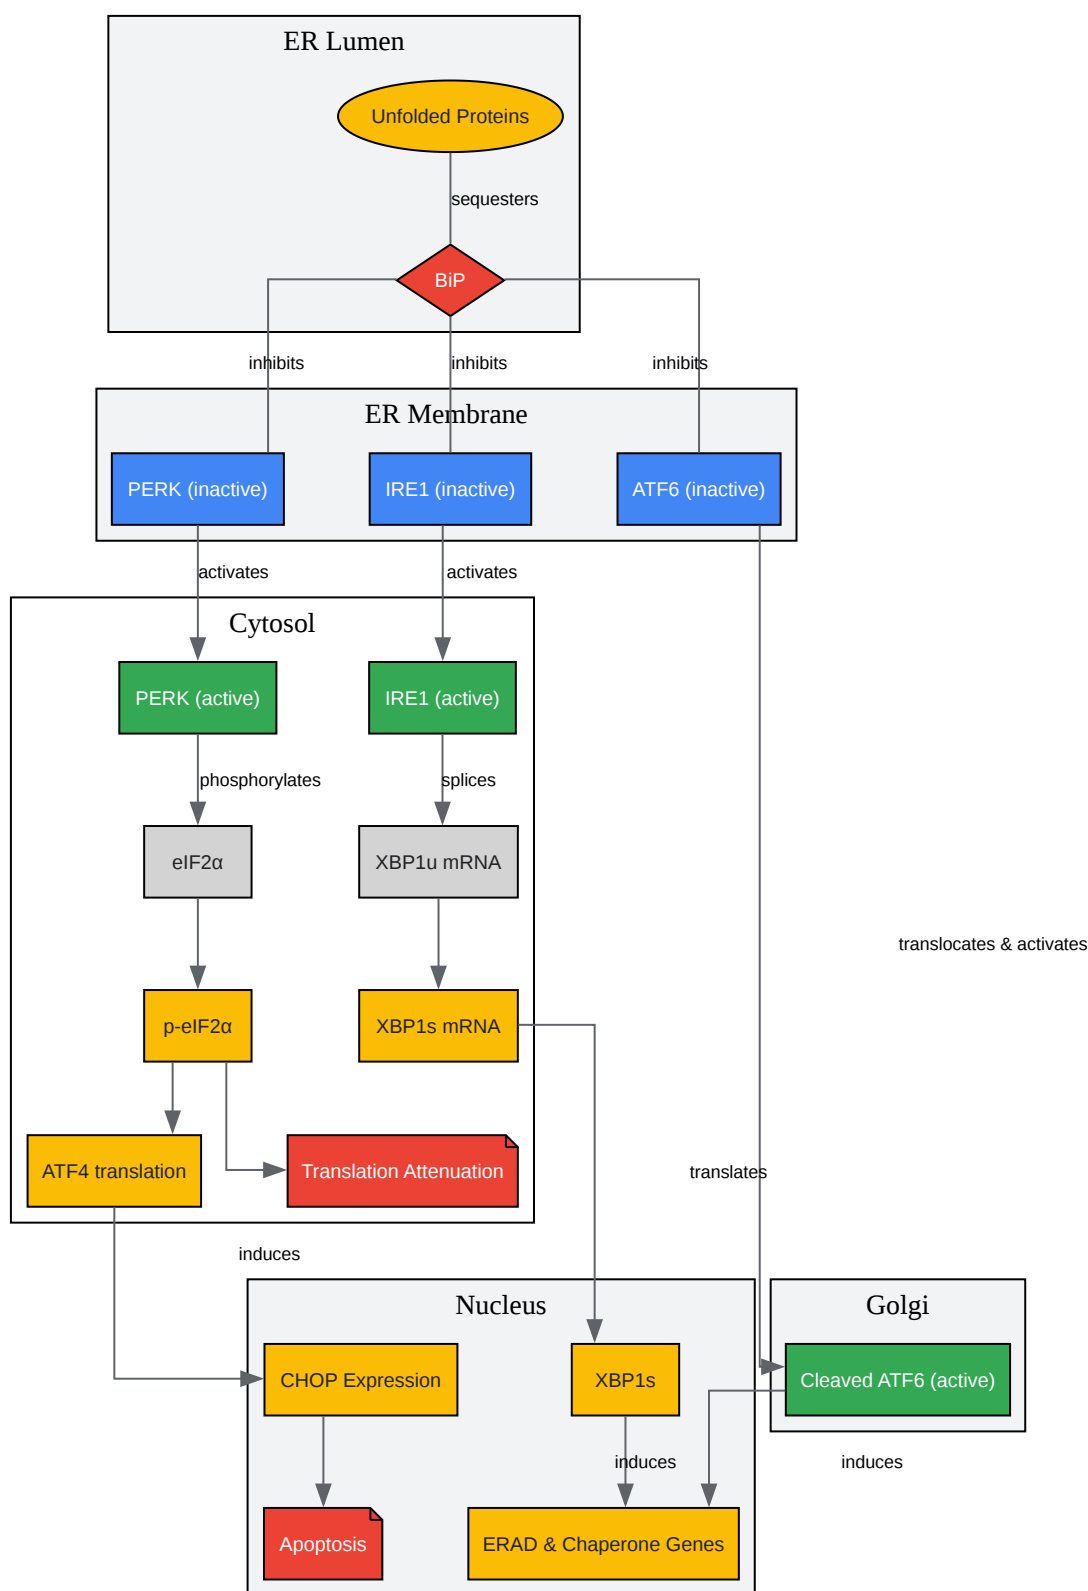 ER Lumen
Unfolded Proteins
sequesters
BiP
inhibits
inhibits
inhibits
ER Membrane
PERK (inactive)
IRE1 (inactive)
ATF6 (inactive)
activates
activates
Cytosol
PERK (active)
IRE1 (active)
phosphorylates
splices
eIF2α
XBP1u mRNA
translocates & activates
p-eIF2α
XBP1s mRNA
ATF4 translation
Translation Attenuation
translates
induces
Nucleus
Golgi
CHOP Expression
XBP1s
Cleaved ATF6 (active)
induces
induces
Apoptosis
ERAD & Chaperone Genes